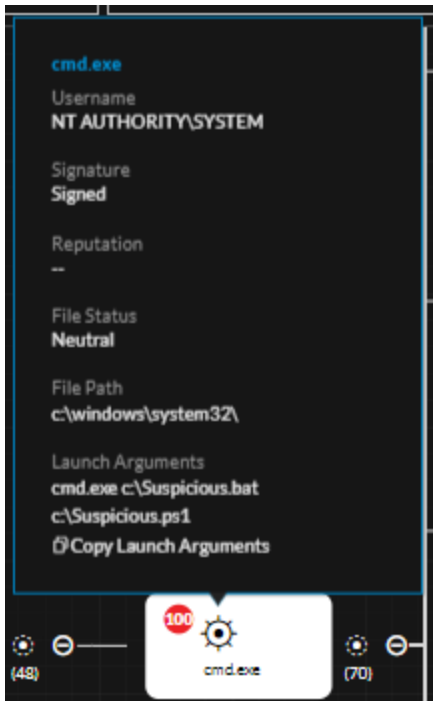 cmd.exe
Username
NT AUTHORITY\SYSTEM
Signature
Signed
Reputation
--
File Status
Neutral
File Path
c:\windows\system32\
Launch Arguments
cmd.exe c:\Suspicious.bat
c:\Suspicious.ps1
Copy Launch Arguments
100
cmd.exe
(48)
(70)